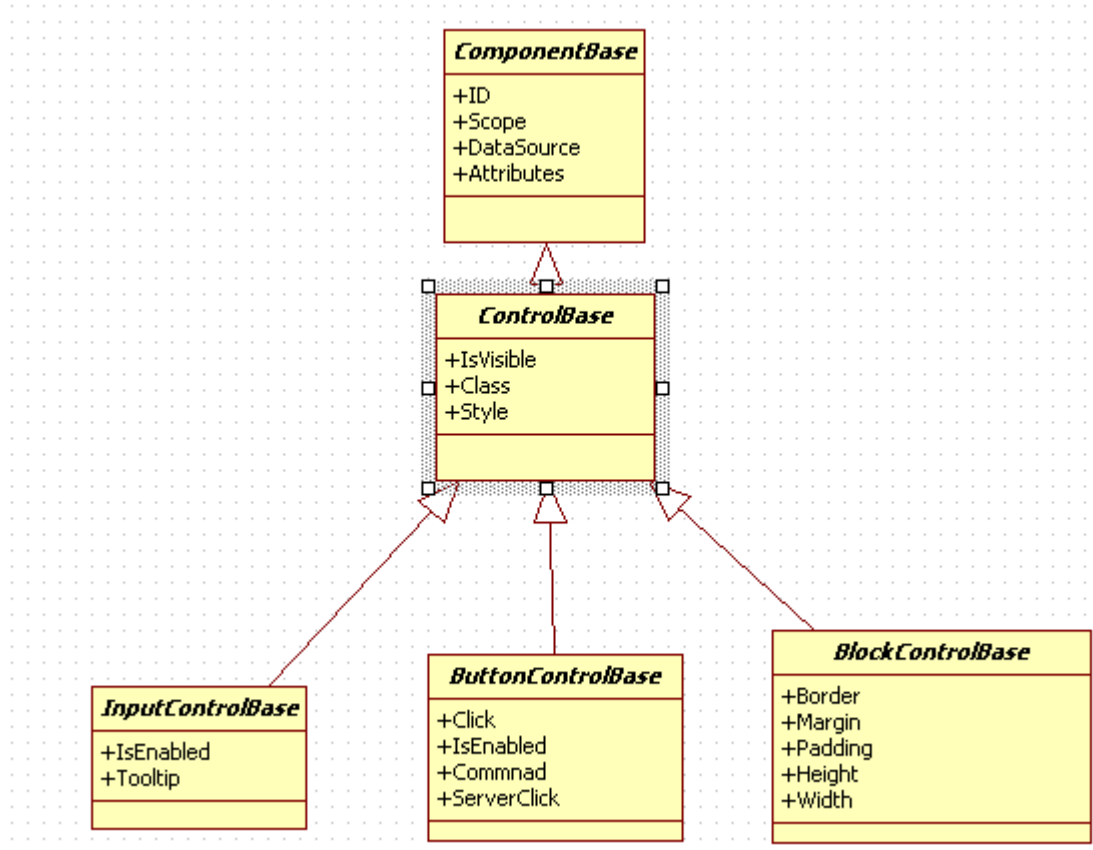 ComponentBase
+ID
+Scope
+DataSource
+Attributes
ControlBase
+IsVisible
+Class
+Style
InputControlBase
+IsEnabled
+Tooltip
ButtonControlBase
+Click
+IsEnabled
+Commnad
+ServerClick
BlockControlBase
+Border
+Margin
+Padding
+Height
+Width